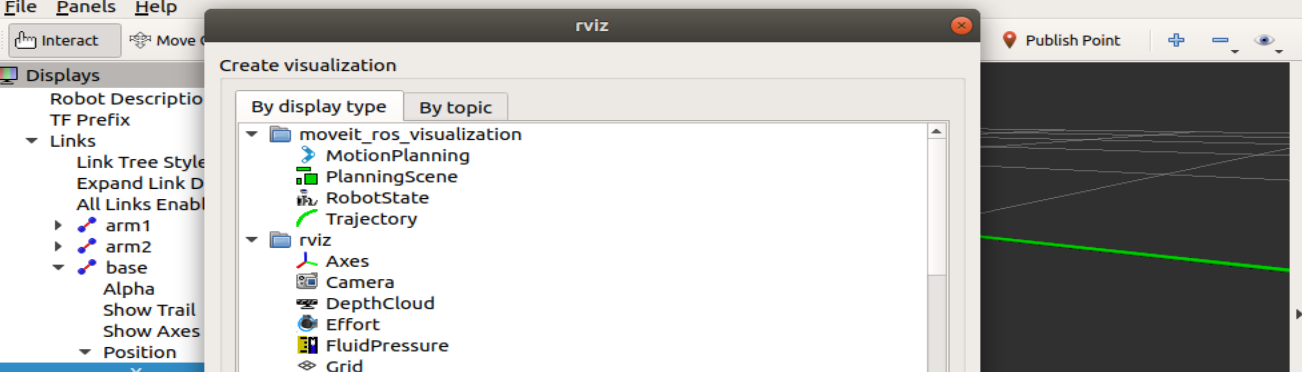 File Panels Help
rviz
Interact
Move
Publish Point
Create visualization
Displays
By display type
By topic
Robot Descriptio
TF Prefix
Links
Link Tree Style
Expand Link D
All Links Enabl
arm1
arm2
base
Alpha
Show Trail
Show Axes
Position
moveit_ros_visualization
MotionPlanning
PlanningScene
RobotState
Trajectory
rviz
Axes
Camera
DepthCloud
Effort
FluidPressure
Grid